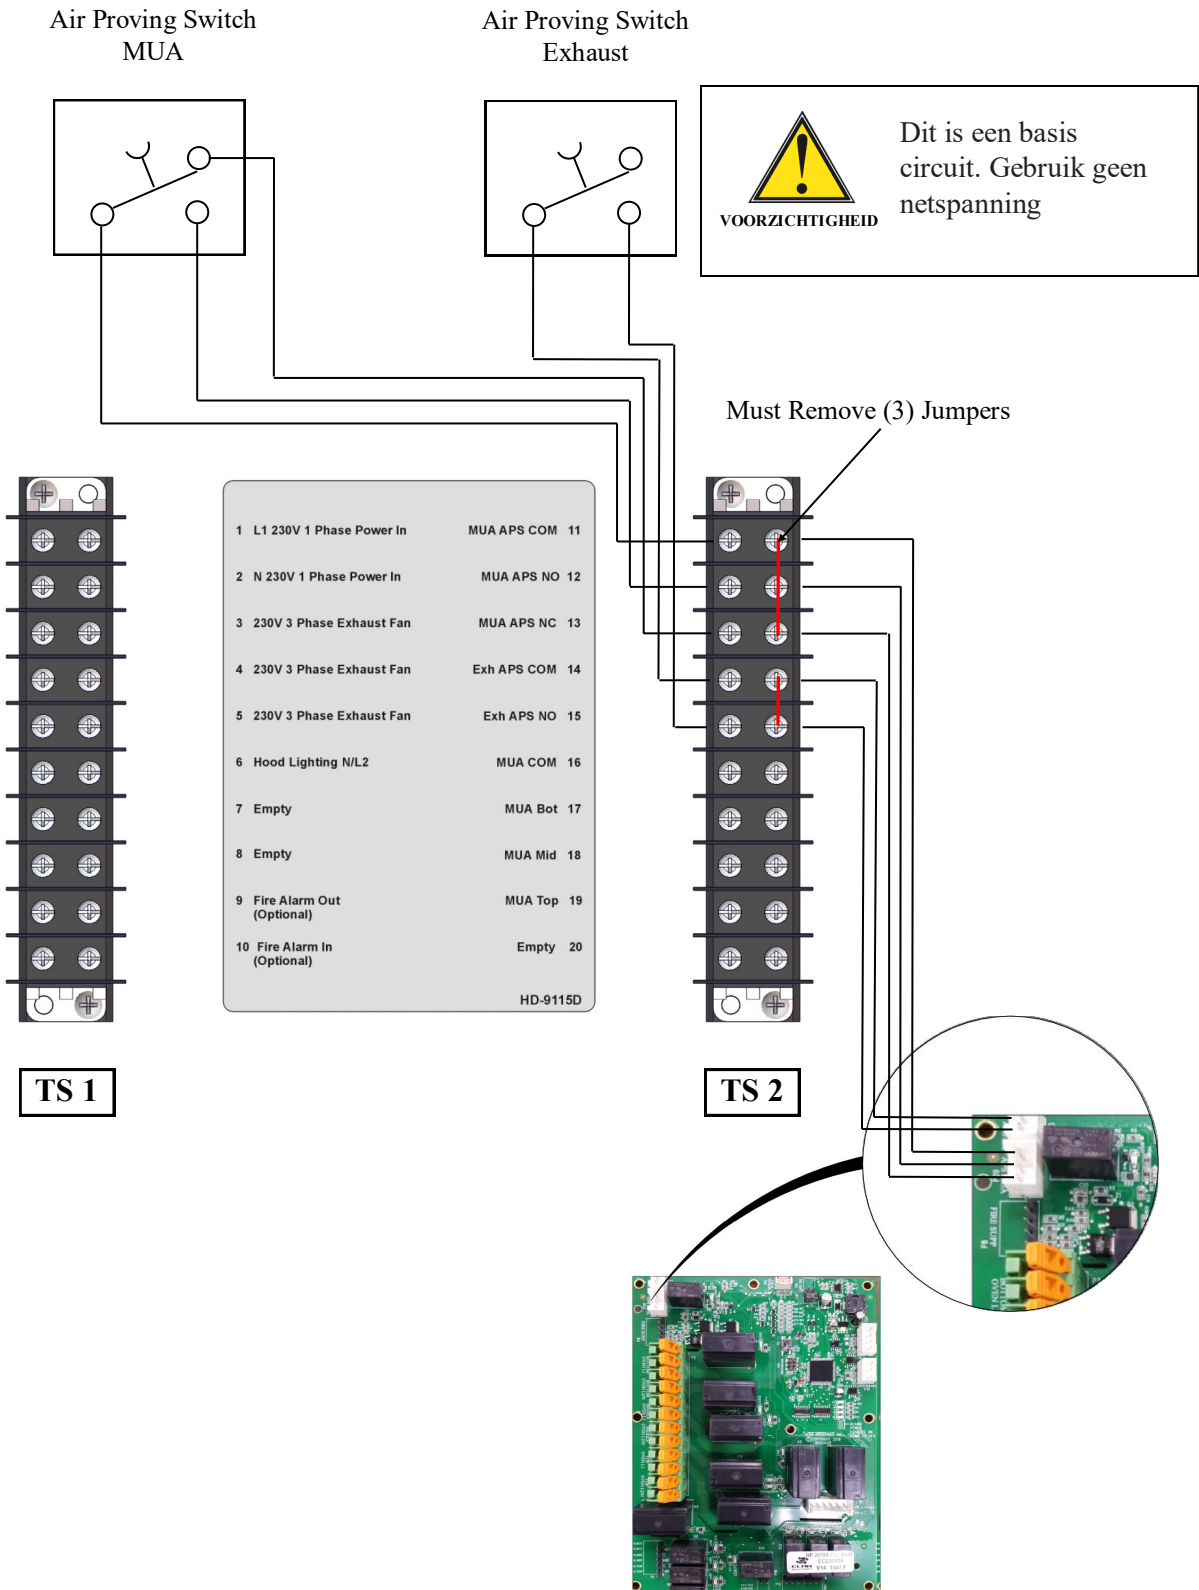 Air Proving Switch
MUA
Air Proving Switch
Exhaust
VOORZICHTIGHEID
Dit is een basis
circuit. Gebruik geen
netspanning
Must Remove (3) Jumpers
1 L1 230V 1 Phase Power In
MUA APS COM 11
2 N 230V 1 Phase Power In
MUA APS NO 12
3 230V 3 Phase Exhaust Fan
MUA APS NC 13
4 230V 3 Phase Exhaust Fan
Exh APS COM 14
5 230V 3 Phase Exhaust Fan
Exh APS NO 15
6 Hood Lighting N/L2
MUA COM 16
7 Empty
MUA Bot 17
8 Empty
MUA Mid 18
9 Fire Alarm Out
(Optional)
MUA Top 19
10 Fire Alarm In
(Optional)
Empty 20
HD-9115D
TS 1
TS 2
FIRE SUPP